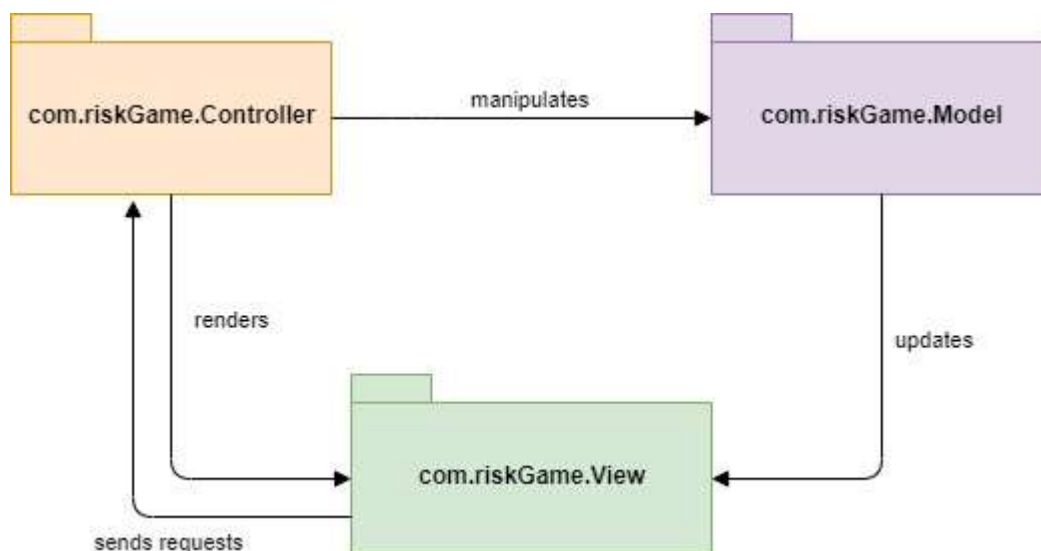 com.riskGame.Controller
manipulates
com.riskGame.Model
renders
updates
com.riskGame.View
sends requests